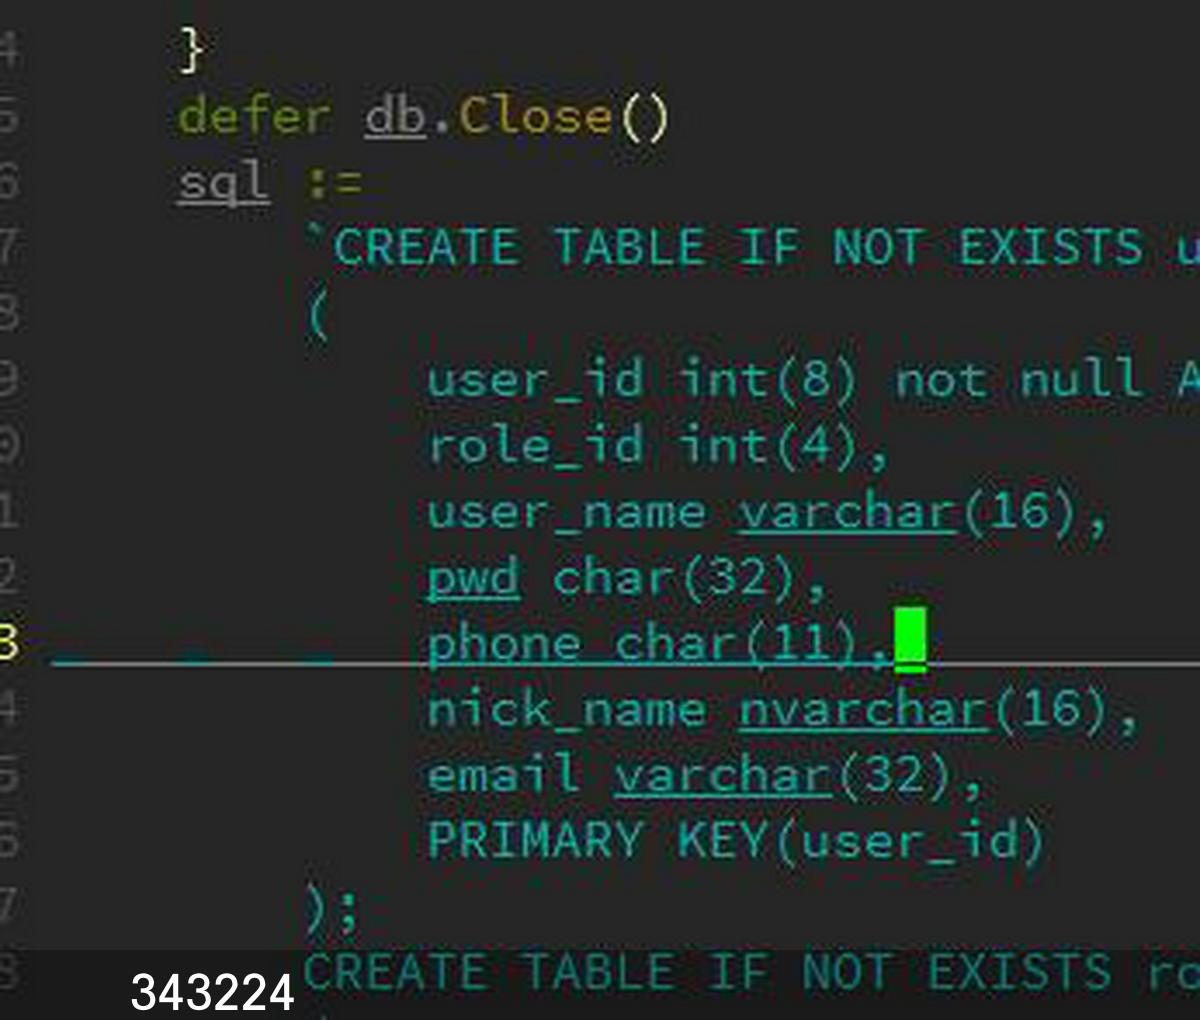 4 }
5 defer db.Close()
6 sql :=
7 `CREATE TABLE IF NOT EXISTS u
8 (
9 user_id int(8) not null A
0 role_id int(4),
1 user_name varchar(16),
2 pwd char(32),
3 phone char(11),
4 nick_name nvarchar(16),
5 email varchar(32),
6 PRIMARY KEY(user_id)
7 );
8 CREATE TABLE IF NOT EXISTS ro
343224